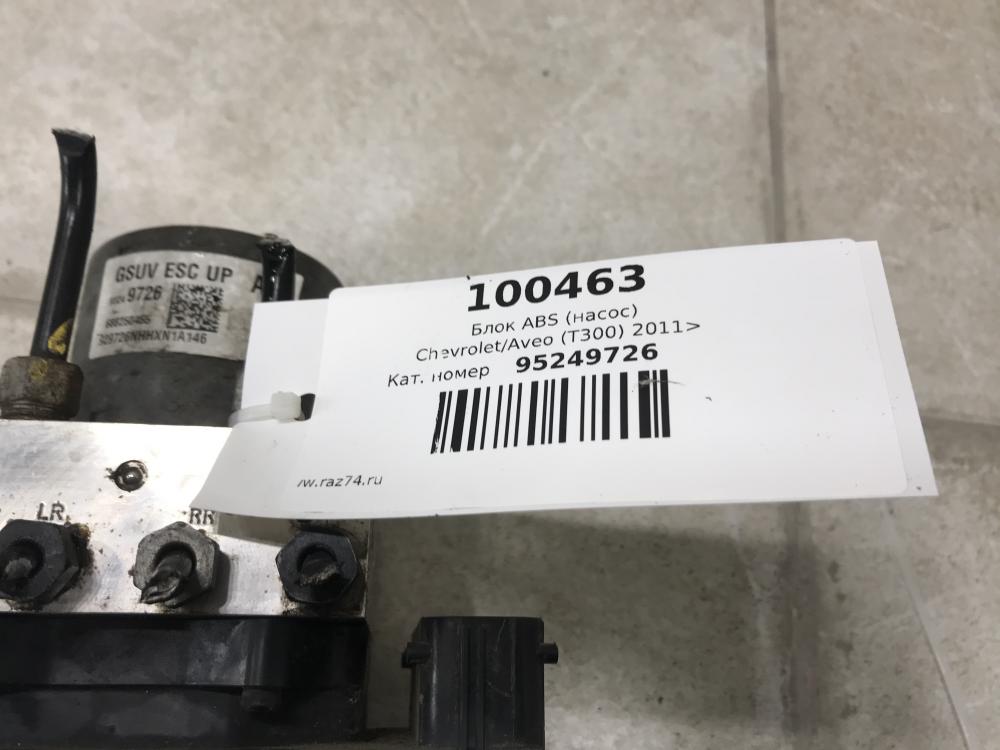 GSUV ESC UP A
9726
S09726NHHXN1A146
LR
RR
100463
Блок ABS (насос)
Chevrolet/Aveo (T300) 2011>
Кат. номер 95249726
/w.raz74.ru